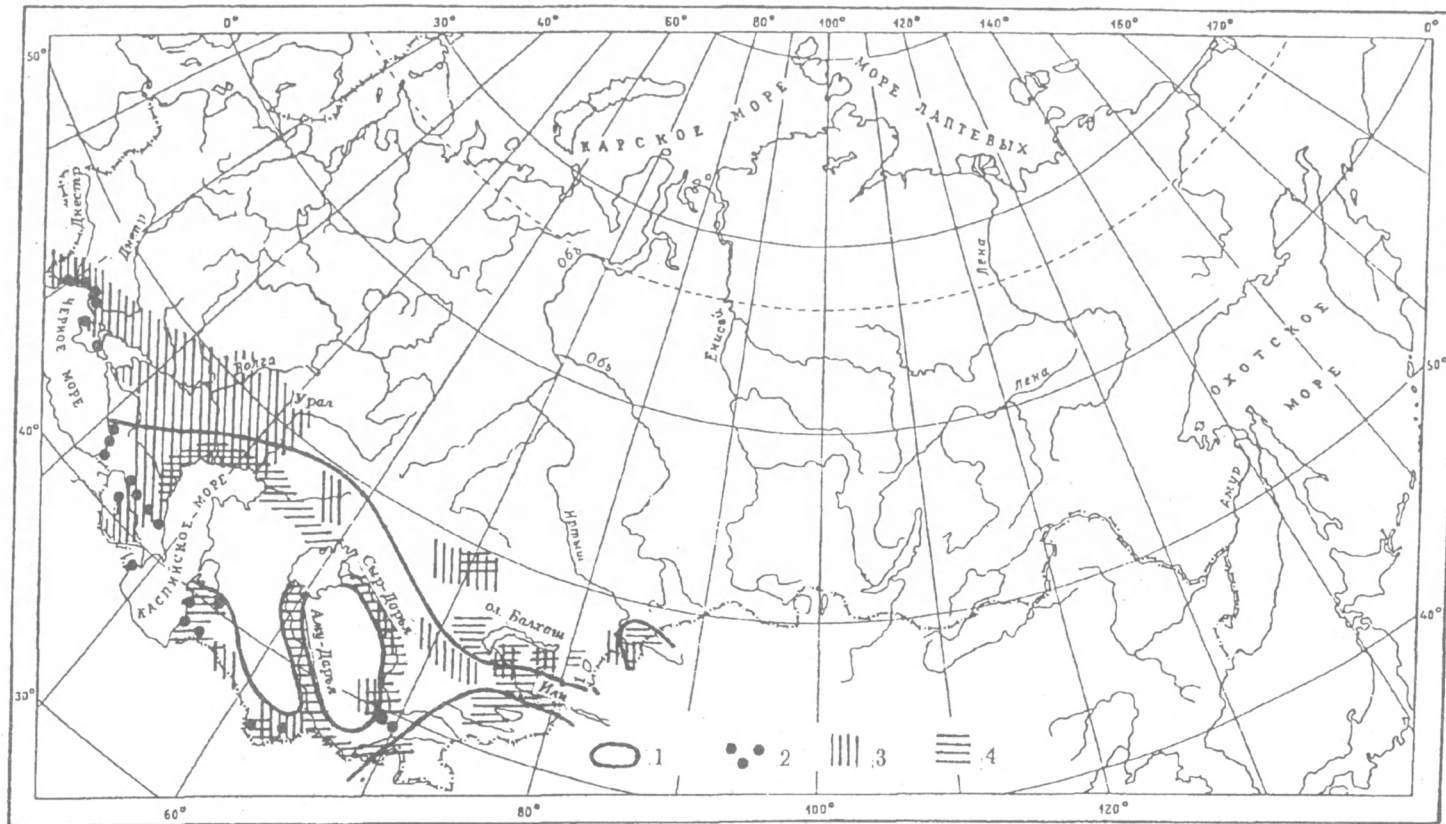 0° 30° 60° 80° 100° 120° 140° 170° 0°
50°
КАРСКОЕ МОРЕ
МОРЕ ЛАПТЕВЫХ
Днестр
Днепр
Обь
Лена
Енисей
ЧЕРНОЕ МОРЕ
Волга
Обь
Лена
ОХОТСКОЕ МОРЕ
50°
Урал
40°
КАСПИЙСКОЕ МОРЕ
Иртыш
Амур
Сыр-Дарья
оз. Балхаш
Аму-Дарья
40°
30°
Или
1 2 3 4
60° 80° 100° 120°